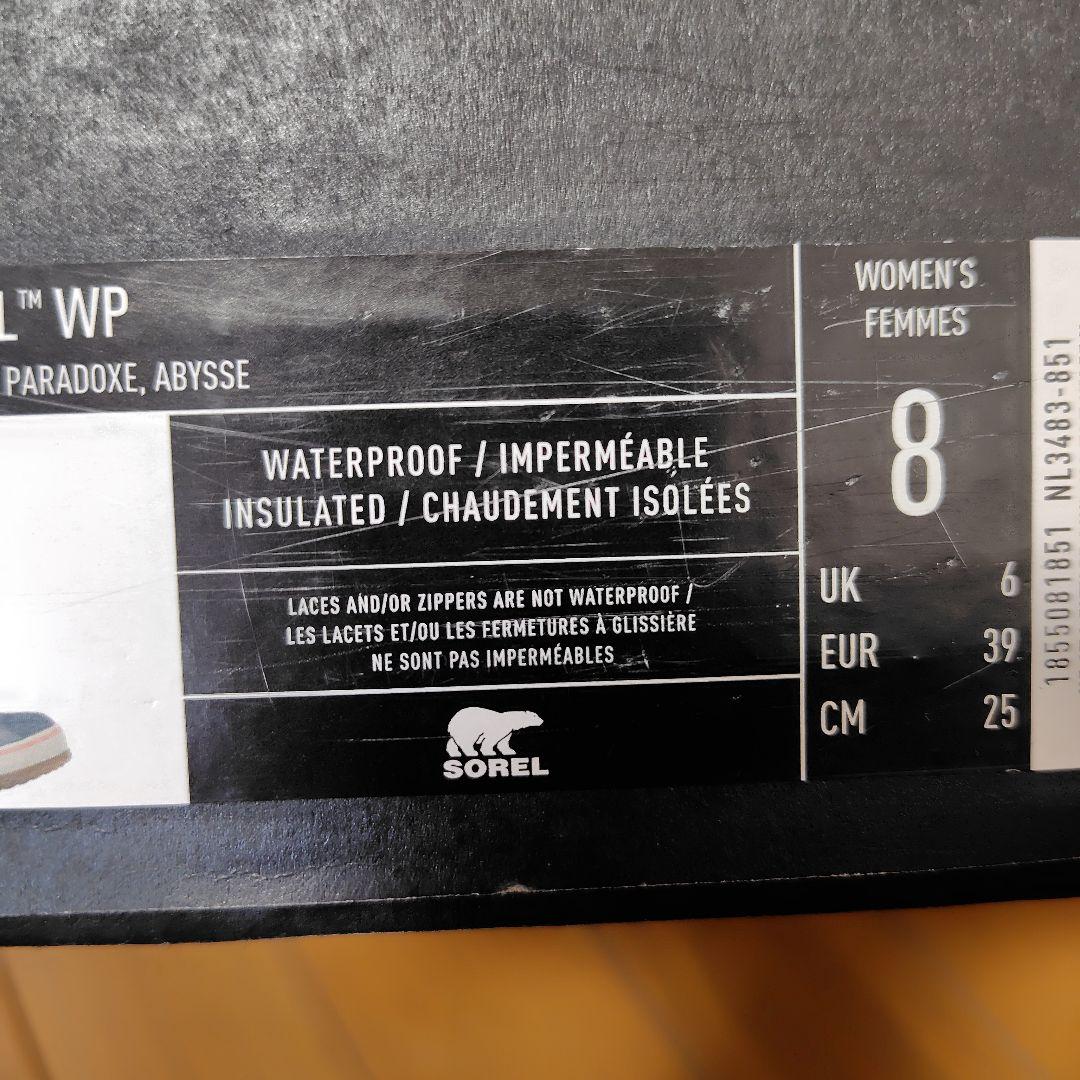 L™ WP
PARADOXE, ABYSSE
WATERPROOF / IMPERMÉABLE
INSULATED / CHAUDEMENT ISOLÉES
LACES AND/OR ZIPPERS ARE NOT WATERPROOF /
LES LACETS ET/OU LES FERMETURES À GLISSIÈRE
NE SONT PAS IMPERMÉABLES
SOREL
WOMEN'S
FEMMES
8
UK 6
EUR 39
CM 25
1855081851 NL3483-851